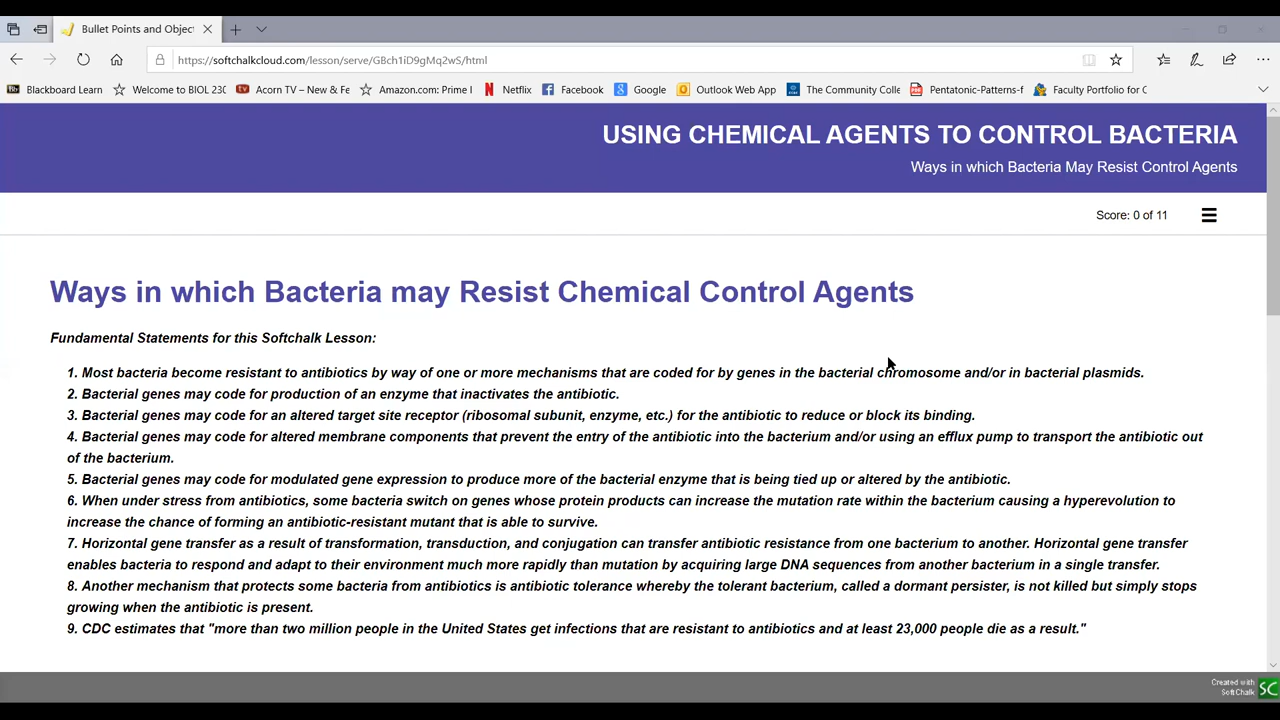 Bullet Points and Objec
https://softchalkcloud.com/lesson/serve/GBch1iD9gMq2wS/html
Blackboard Learn Welcome to BIOL 230 Acorn TV – New & Fe Amazon.com: Prime I Netflix Facebook Google Outlook Web App The Community Colle Pentatonic-Patterns-f Faculty Portfolio for C
USING CHEMICAL AGENTS TO CONTROL BACTERIA
Ways in which Bacteria May Resist Control Agents
Score: 0 of 11
Ways in which Bacteria may Resist Chemical Control Agents
Fundamental Statements for this Softchalk Lesson:
1. Most bacteria become resistant to antibiotics by way of one or more mechanisms that are coded for by genes in the bacterial chromosome and/or in bacterial plasmids.
2. Bacterial genes may code for production of an enzyme that inactivates the antibiotic.
3. Bacterial genes may code for an altered target site receptor (ribosomal subunit, enzyme, etc.) for the antibiotic to reduce or block its binding.
4. Bacterial genes may code for altered membrane components that prevent the entry of the antibiotic into the bacterium and/or using an efflux pump to transport the antibiotic out
of the bacterium.
5. Bacterial genes may code for modulated gene expression to produce more of the bacterial enzyme that is being tied up or altered by the antibiotic.
6. When under stress from antibiotics, some bacteria switch on genes whose protein products can increase the mutation rate within the bacterium causing a hyperevolution to
increase the chance of forming an antibiotic-resistant mutant that is able to survive.
7. Horizontal gene transfer as a result of transformation, transduction, and conjugation can transfer antibiotic resistance from one bacterium to another. Horizontal gene transfer
enables bacteria to respond and adapt to their environment much more rapidly than mutation by acquiring large DNA sequences from another bacterium in a single transfer.
8. Another mechanism that protects some bacteria from antibiotics is antibiotic tolerance whereby the tolerant bacterium, called a dormant persister, is not killed but simply stops
growing when the antibiotic is present.
9. CDC estimates that "more than two million people in the United States get infections that are resistant to antibiotics and at least 23,000 people die as a result."
Created with
SoftChalk
SC